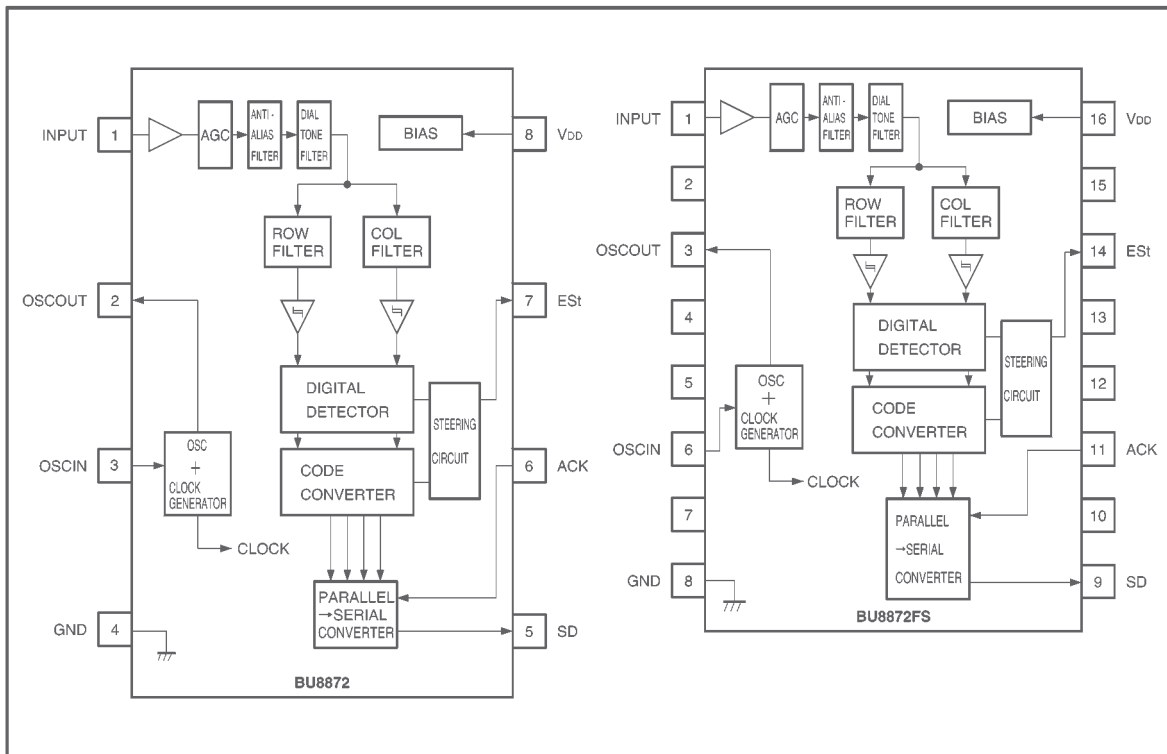 INPUT
1
AGC
ANTI-
ALIAS
FILTER
DIAL
TONE
FILTER
BIAS
8
VDD
ROW
FILTER
COL
FILTER
OSCOUT
2
7
ESt
DIGITAL
DETECTOR
STEERING
CIRCUIT
OSCIN
3
OSC
+
CLOCK
GENERATOR
CODE
CONVERTER
6
ACK
CLOCK
PARALLEL
→SERIAL
CONVERTER
GND
4
5
SD
BU8872
INPUT
1
AGC
ANTI-
ALIAS
FILTER
DIAL
TONE
FILTER
BIAS
16
VDD
2
ROW
FILTER
COL
FILTER
15
OSCOUT
3
14
ESt
4
DIGITAL
DETECTOR
13
5
OSC
+
CLOCK
GENERATOR
STEERING
CIRCUIT
12
CODE
CONVERTER
OSCIN
6
11
ACK
CLOCK
7
PARALLEL
→SERIAL
CONVERTER
10
GND
8
9
SD
BU8872FS